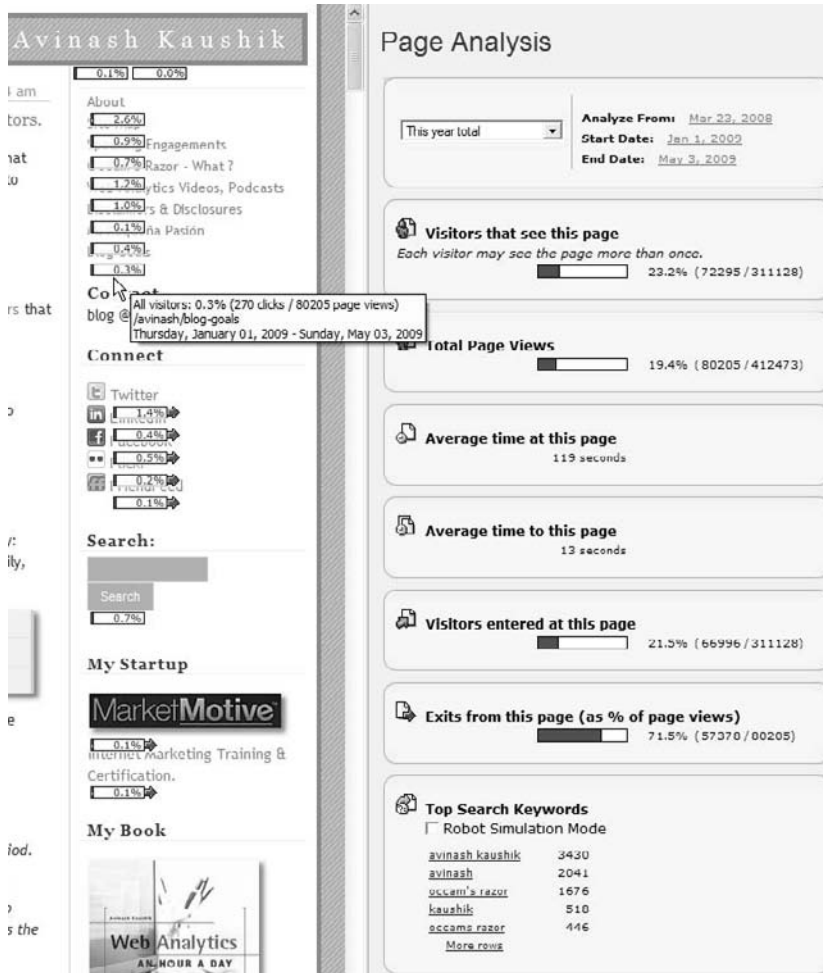 Avinash Kaushik
0.1% 0.0%
am
tors.
hat
to
rs that
About
2.6%
0.9% Engagements
0.7% Razor - What ?
1.2% ytics Videos, Podcasts
1.0% & Disclosures
0.1% ña Pasión
0.4%
0.3%
blog @
All visitors: 0.3% (270 clicks / 80205 page views)
/avinash/blog-goals
Thursday, January 01, 2009 - Sunday, May 03, 2009
Connect
Twitter
1.4%
0.4%
0.5%
0.2%
0.1%
y:
ily,
Search:
Search
0.7%
My Startup
MarketMotive
e
0.1%
Internet Marketing Training &
Certification.
0.1%
My Book
iod.
s the
AVINASH KAUSHIK
Web Analytics
AN HOUR A DAY
Page Analysis
This year total
Analyze From: Mar 23, 2008
Start Date: Jan 1, 2009
End Date: May 3, 2009
Visitors that see this page
Each visitor may see the page more than once.
23.2% (72295/311128)
Total Page Views
19.4% (80205/412473)
Average time at this page
119 seconds
Average time to this page
13 seconds
Visitors entered at this page
21.5% (66996/311128)
Exits from this page (as % of page views)
71.5% (57370/80205)
Top Search Keywords
Robot Simulation Mode
avinash kaushik 3430
avinash 2041
occam's razor 1676
kaushik 510
occams razor 446
More rows